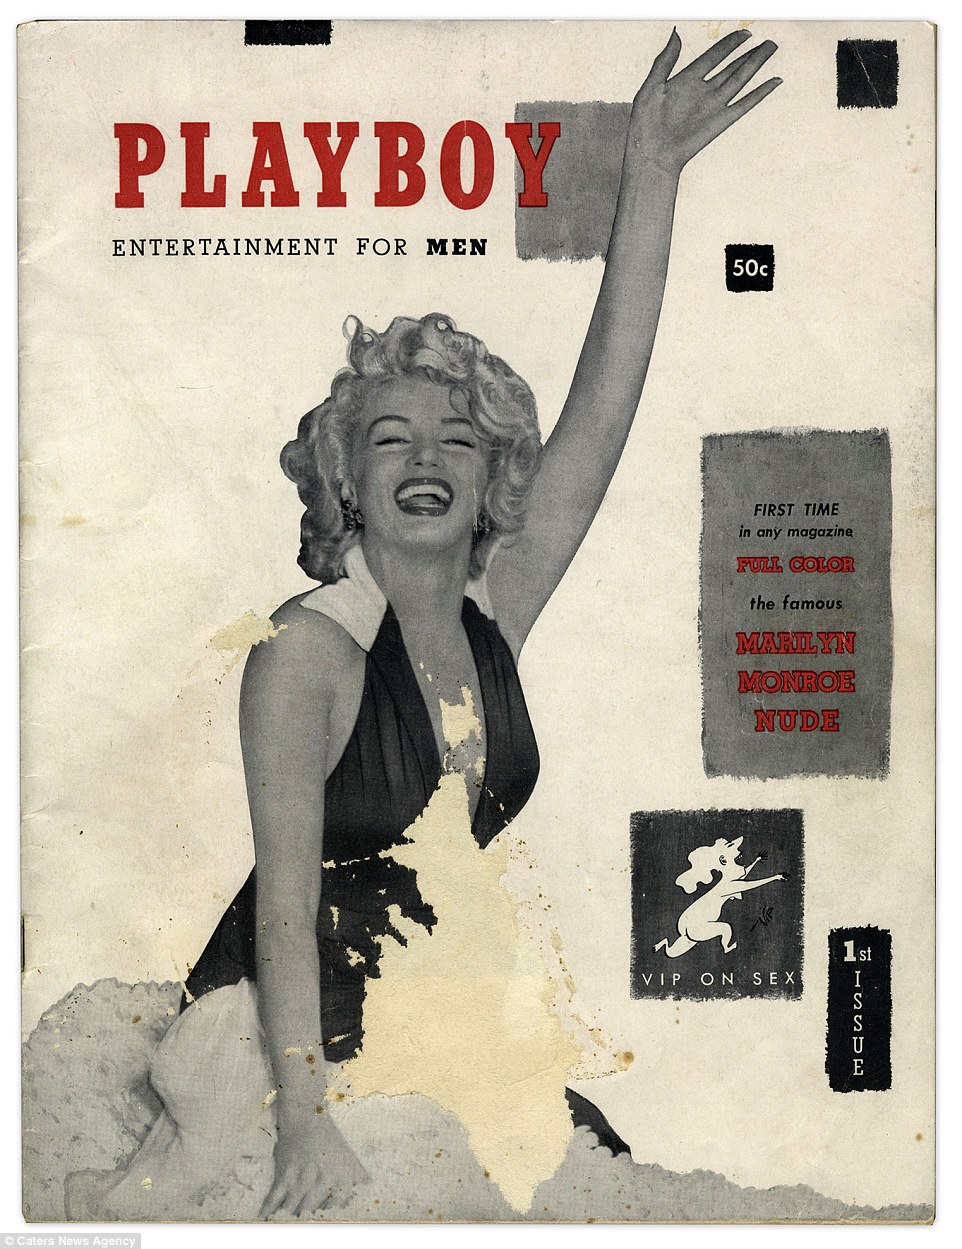 PLAYBOY
ENTERTAINMENT FOR MEN
50c
FIRST TIME
in any magazine
FULL COLOR
the famous
MARILYN
MONROE
NUDE
VIP ON SEX
1st
ISSUE
© Caters News Agency